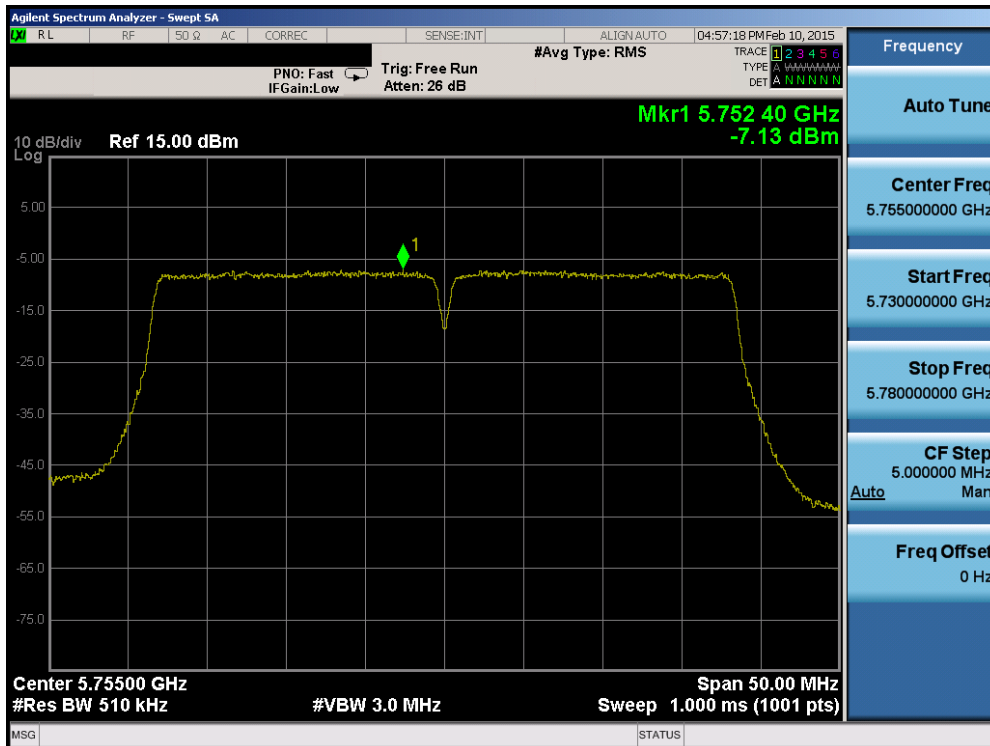 Agilent Spectrum Analyzer - Swept SA
LXI RL RF 50 Ω AC CORREC SENSE:INT ALIGN AUTO 04:57:18 PM Feb 10, 2015
PNO: Fast
IFGain:Low
Trig: Free Run
Atten: 26 dB
#Avg Type: RMS
TRACE 1 2 3 4 5 6
TYPE A WWWWW
DET A N N N N N
Mkr1 5.752 40 GHz
-7.13 dBm
10 dB/div Ref 15.00 dBm
Log
5.00
-5.00
-15.0
-25.0
-35.0
-45.0
-55.0
-65.0
-75.0
1
Center 5.75500 GHz Span 50.00 MHz
#Res BW 510 kHz #VBW 3.0 MHz Sweep 1.000 ms (1001 pts)
MSG STATUS
Frequency
Auto Tune
Center Freq
5.755000000 GHz
Start Freq
5.730000000 GHz
Stop Freq
5.780000000 GHz
CF Step
5.000000 MHz
Auto Man
Freq Offset
0 Hz